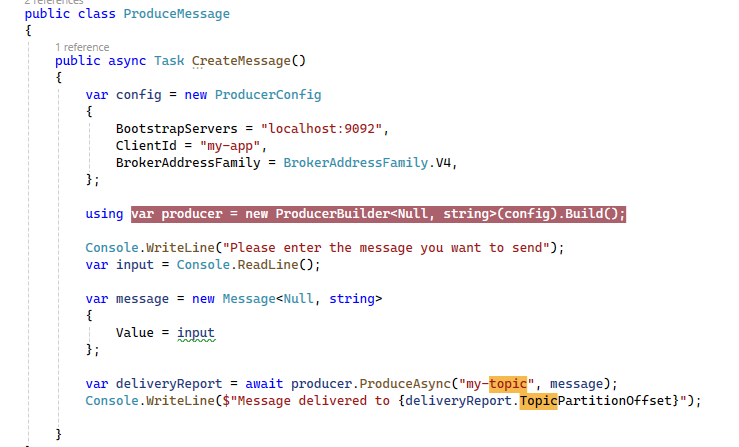 2 references
public class ProduceMessage
{
1 reference
public async Task CreateMessage()
{
var config = new ProducerConfig
{
BootstrapServers = "localhost:9092",
ClientId = "my-app",
BrokerAddressFamily = BrokerAddressFamily.V4,
};
using var producer = new ProducerBuilder<Null, string>(config).Build();
Console.WriteLine("Please enter the message you want to send");
var input = Console.ReadLine();
var message = new Message<Null, string>
{
Value = input
};
var deliveryReport = await producer.ProduceAsync("my-topic", message);
Console.WriteLine($"Message delivered to {deliveryReport.TopicPartitionOffset}");
}